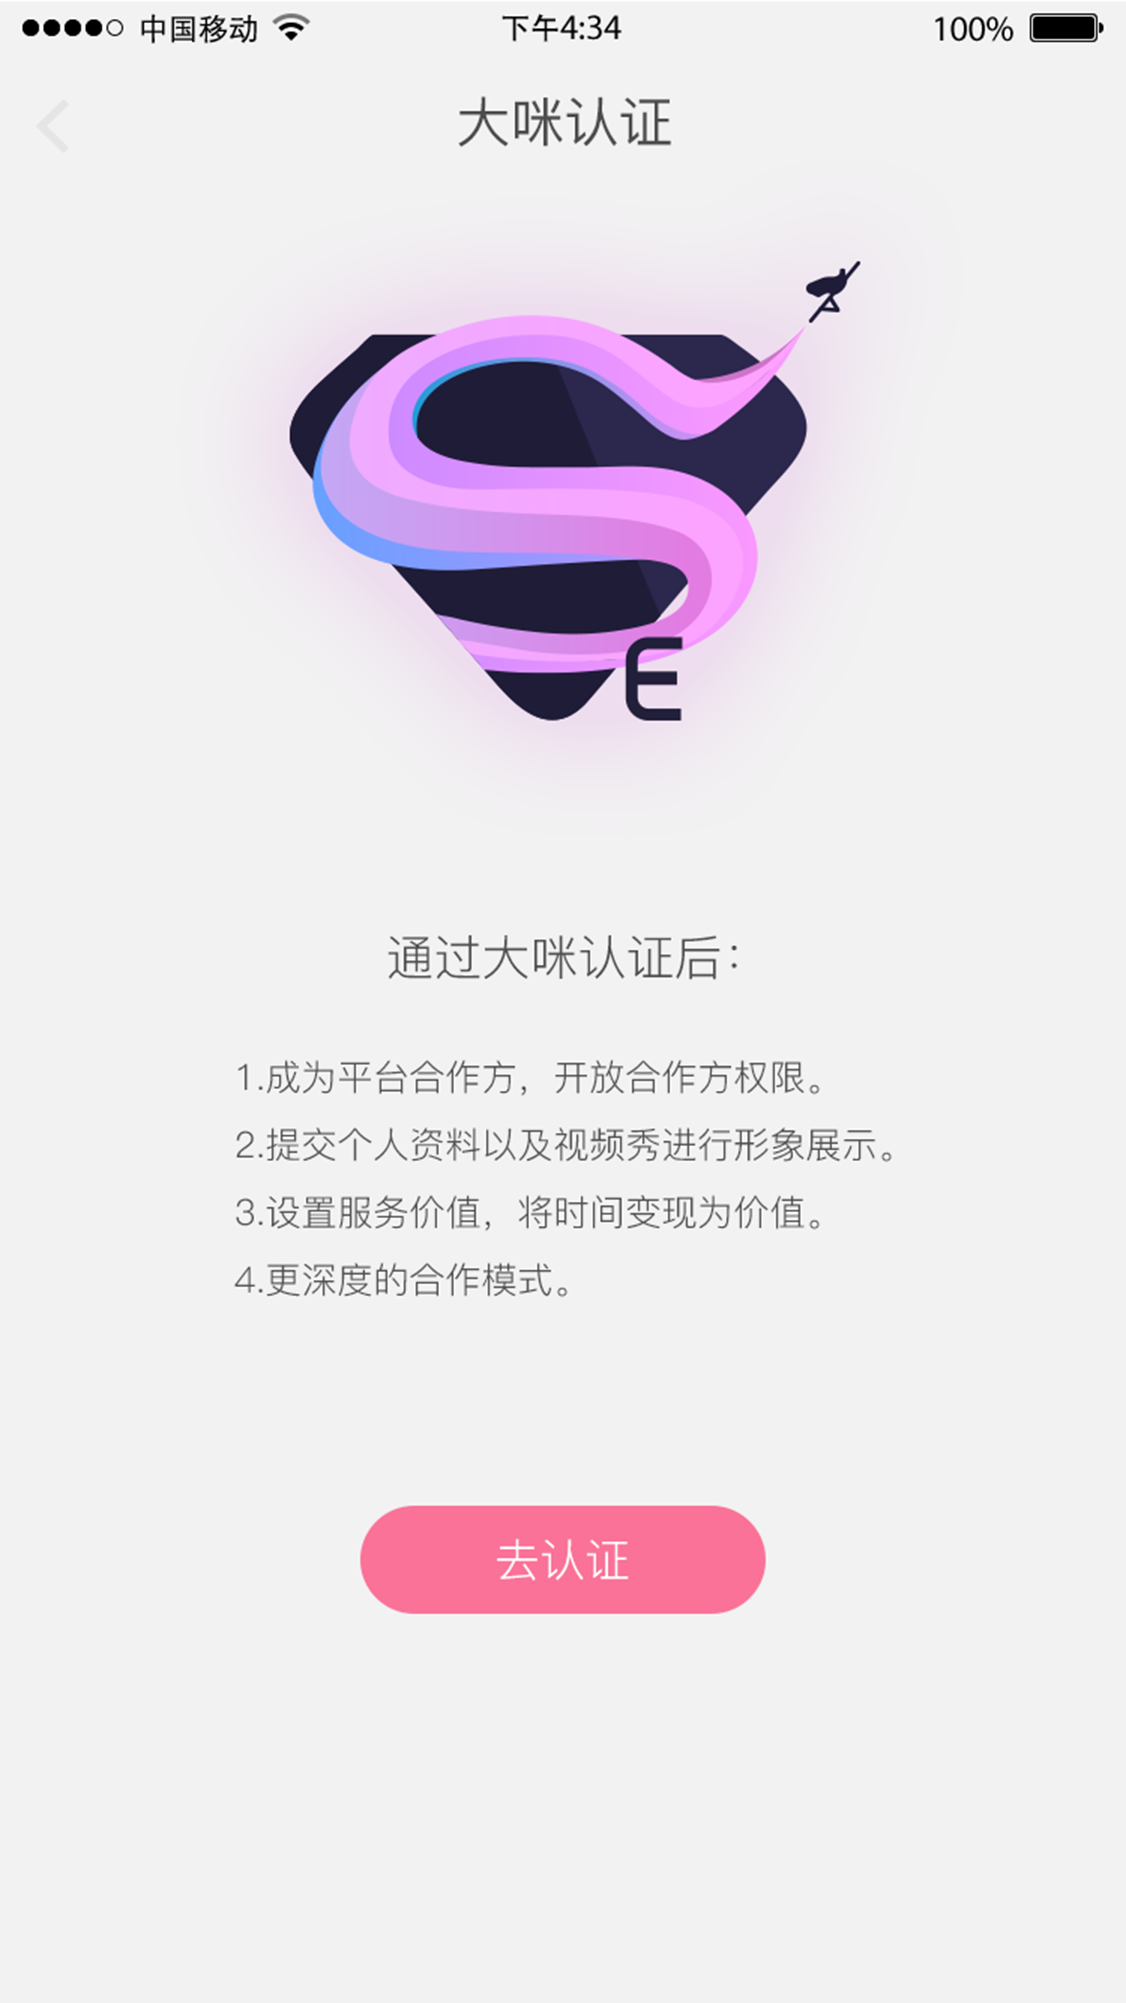 中国移动
下午4:34
100%
大咪认证
E
通过大咪认证后：
1.成为平台合作方，开放合作方权限。
2.提交个人资料以及视频秀进行形象展示。
3.设置服务价值，将时间变现为价值。
4.更深度的合作模式。
去认证